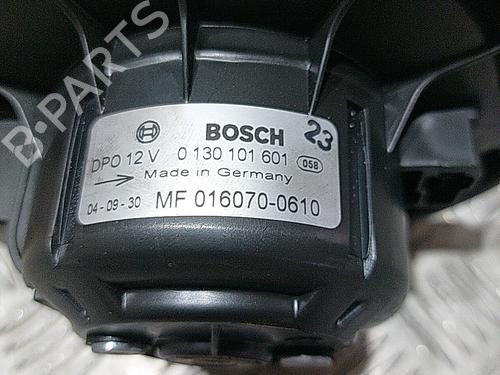 B-PARTS
BOSCH 23
DPO 12 V 0 130 101 601 058
Made in Germany
04-09-30 MF 016070-0610